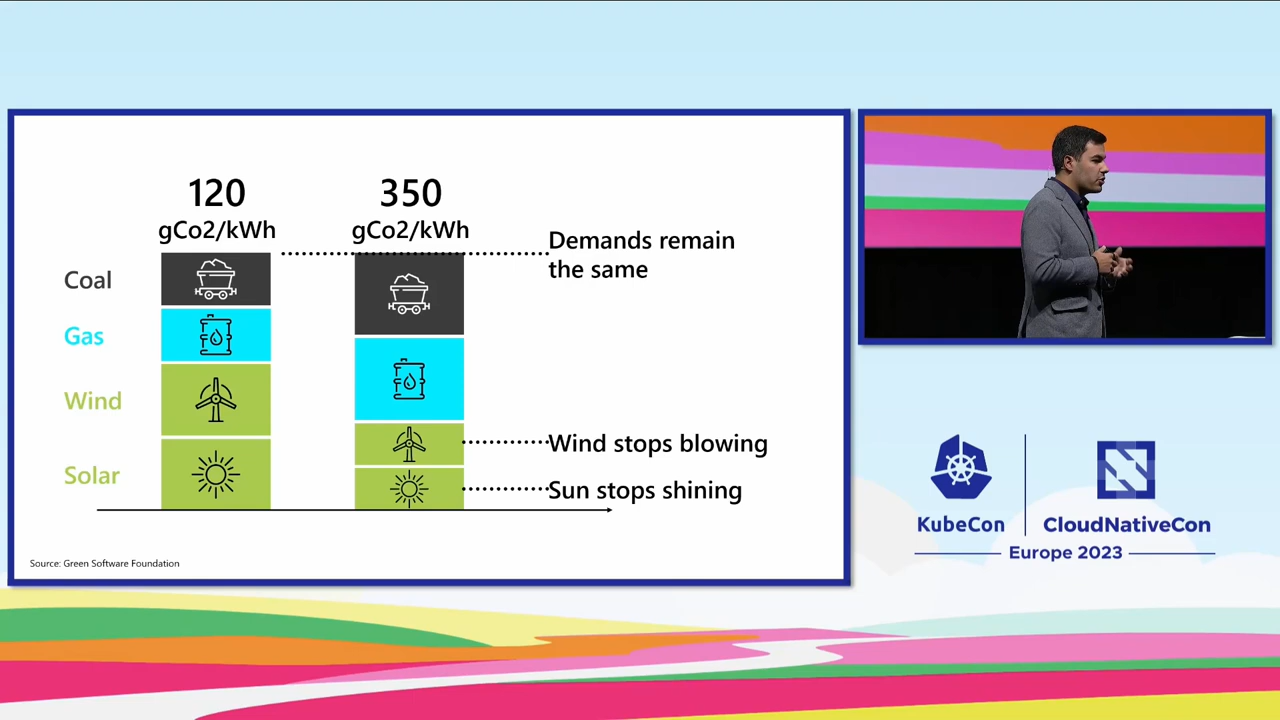 120
gCo2/kWh
350
gCo2/kWh
Demands remain
the same
Coal
Gas
Wind
Solar
Wind stops blowing
Sun stops shining
Source: Green Software Foundation
KubeCon
CloudNativeCon
Europe 2023